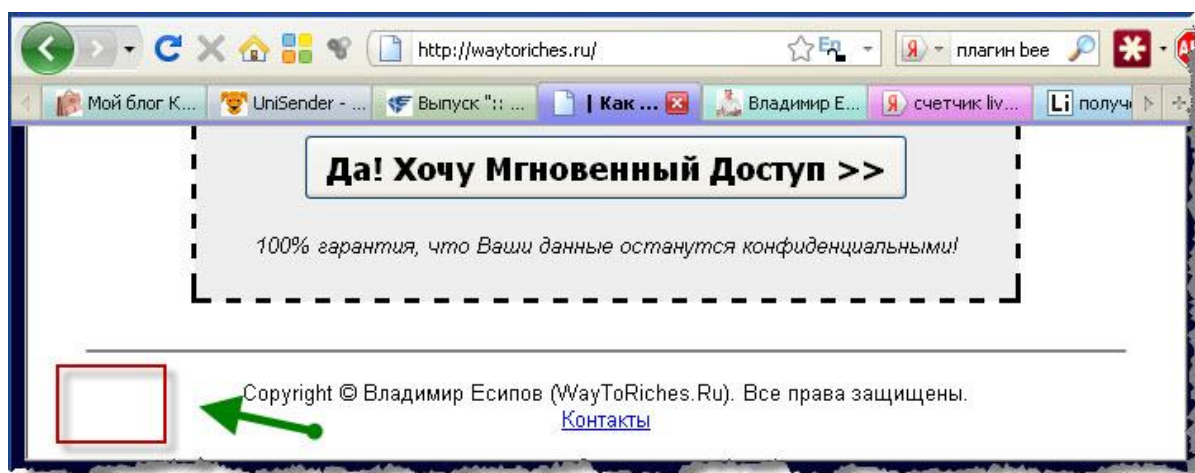 http://waytoriches.ru/
плагин bee
Мой блог К...
UniSender - ...
Выпуск ":: ...
| Как ...
Владимир Е...
счетчик liv...
Li получ
Да! Хочу Мгновенный Доступ >>
100% гарантия, что Ваши данные останутся конфиденциальными!
Copyright © Владимир Есипов (WayToRiches.Ru). Все права защищены.
Контакты